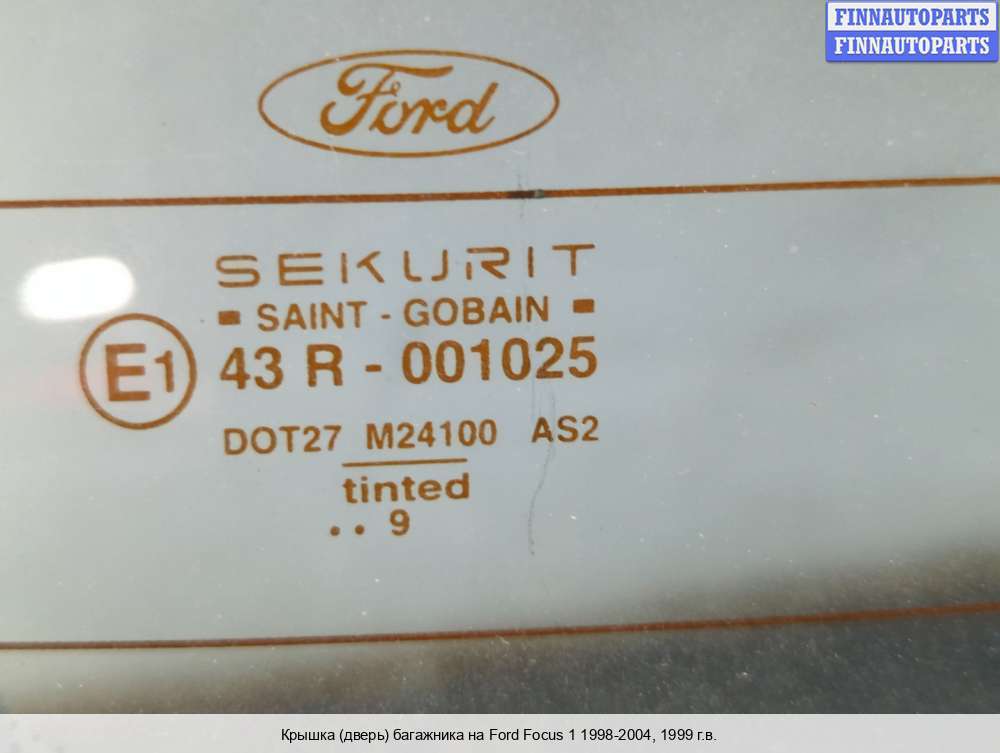 FINNAUTOPARTS
FINNAUTOPARTS
Ford
SEKURIT
SAINT - GOBAIN
E1 43 R - 001025
DOT27 M24100 AS2
tinted
.. 9
Крышка (дверь) багажника на Ford Focus 1 1998-2004, 1999 г.в.